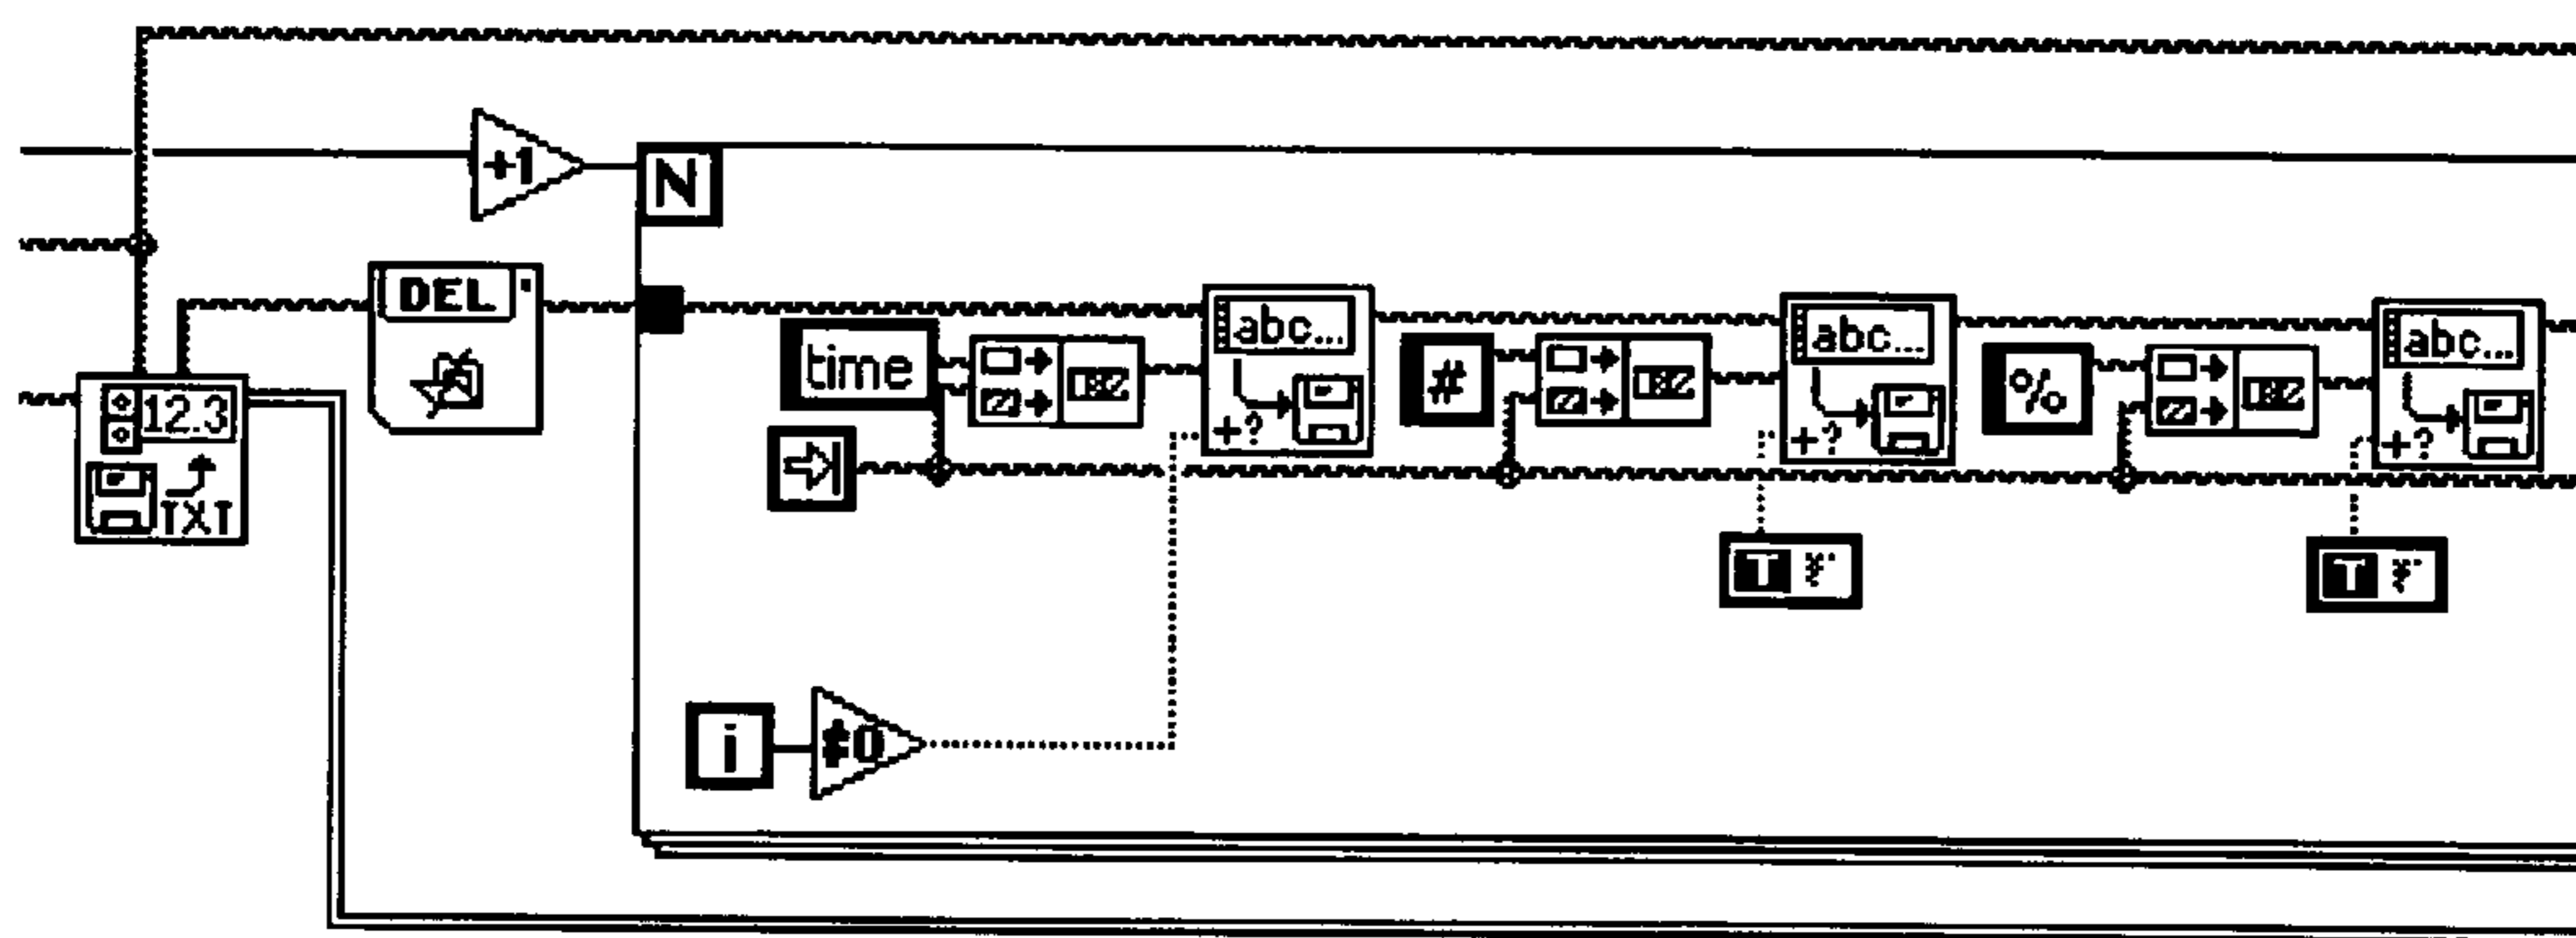 +1
N
DEL
12.3
TXT
time
abc...
+?
#
abc...
+?
%
abc...
+?
T
T
i
≠0